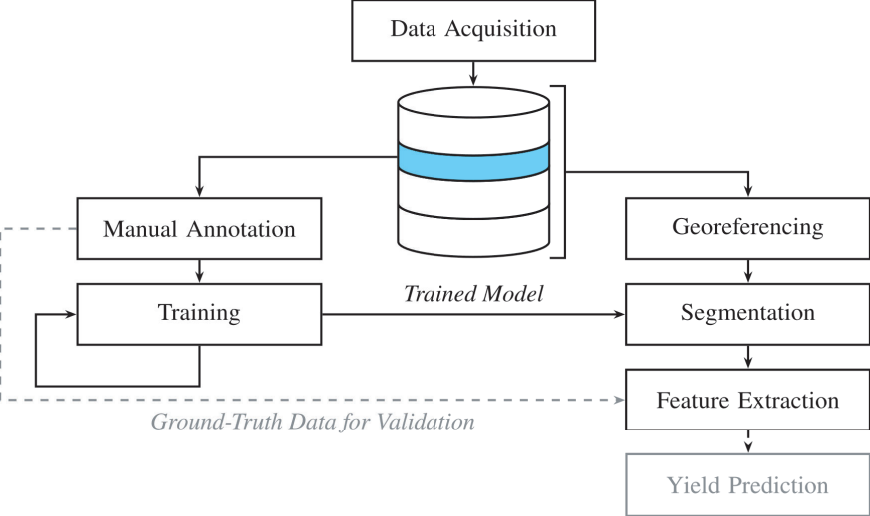 Data Acquisition
Manual Annotation
Georeferencing
Trained Model
Training
Segmentation
Feature Extraction
Ground-Truth Data for Validation
Yield Prediction